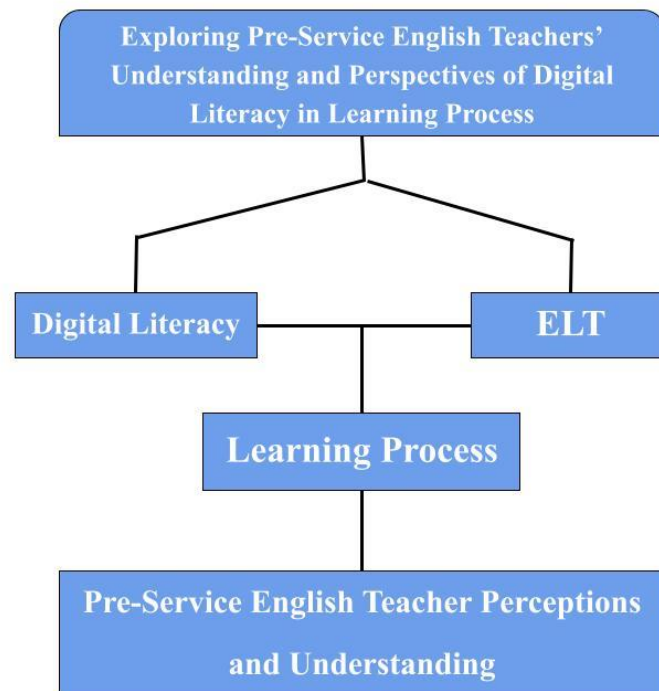 Exploring Pre-Service English Teachers’
Understanding and Perspectives of Digital
Literacy in Learning Process
Digital Literacy
ELT
Learning Process
Pre-Service English Teacher Perceptions
and Understanding